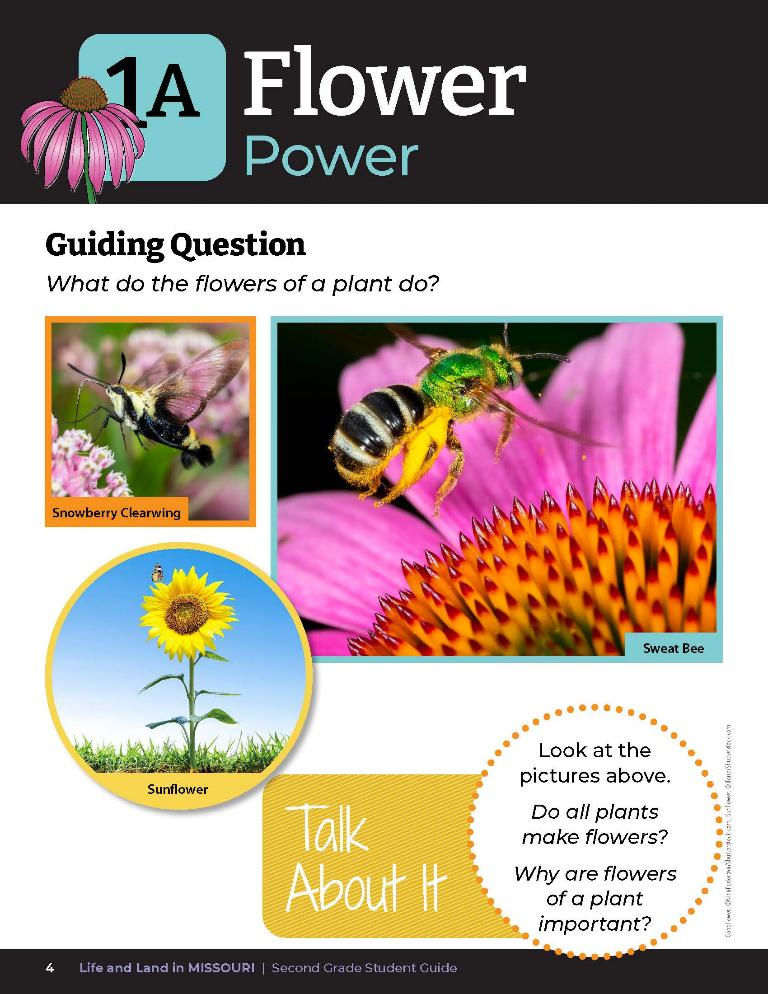 1A
Flower
Power
Guiding Question
What do the flowers of a plant do?
Snowberry Clearwing
Sweat Bee
Sunflower
Talk
About It
Look at the
pictures above.
Do all plants
make flowers?
Why are flowers
of a plant
important?
4 Life and Land in MISSOURI | Second Grade Student Guide